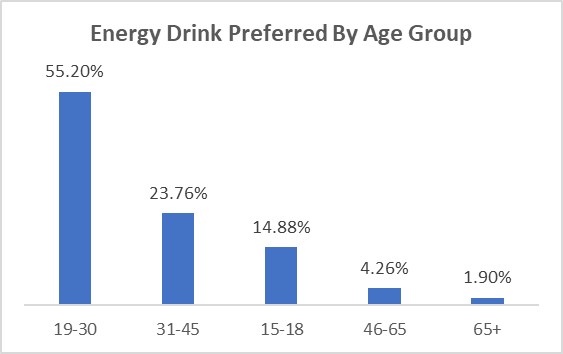 Energy Drink Preferred By Age Group
55.20%
23.76%
14.88%
4.26%
1.90%
19-30 31-45 15-18 46-65 65+